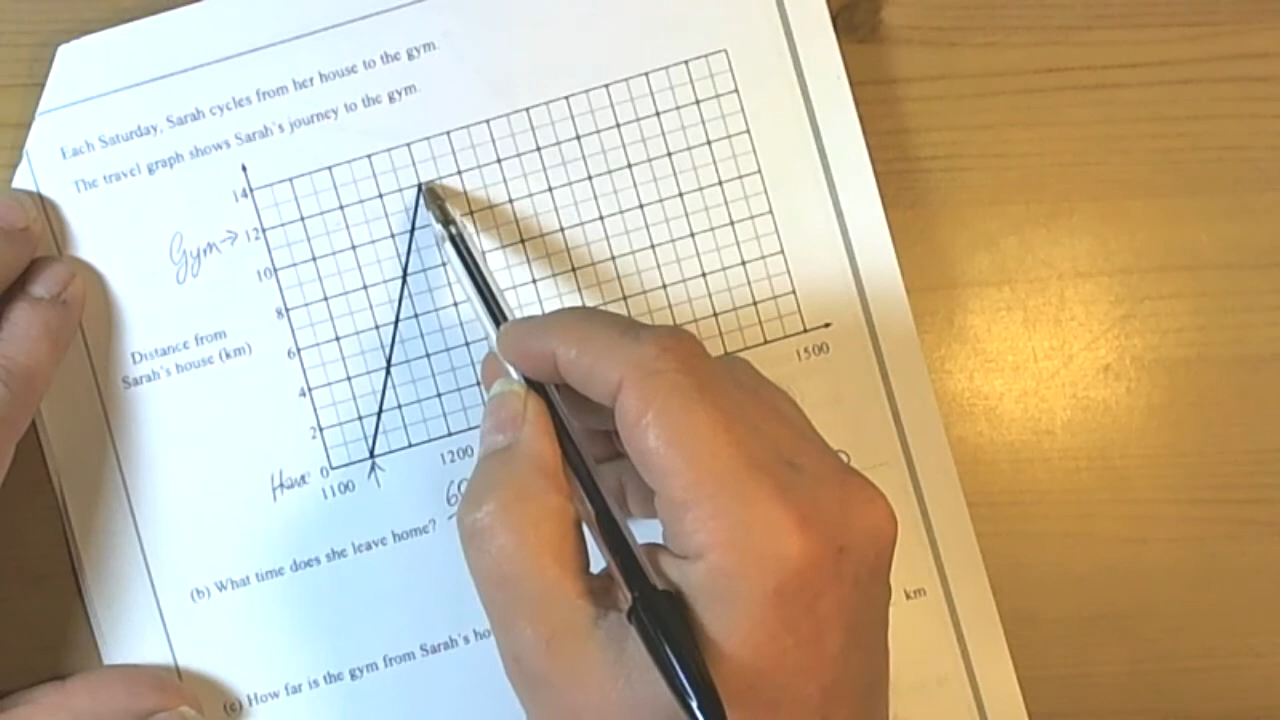 Each Saturday, Sarah cycles from her house to the gym.
The travel graph shows Sarah's journey to the gym.
14
Gym → 12
10
8
Distance from
Sarah's house (km)
6
4
2
0
1100
1200
1500
(b) What time does she leave home?
km
(c) How far is the gym from Sarah's ho